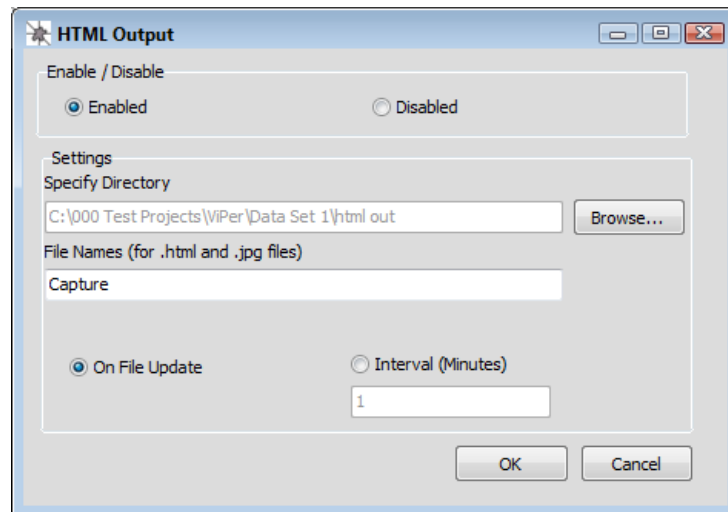 HTML Output
Enable / Disable
Enabled
Disabled
Settings
Specify Directory
C:\000 Test Projects\ViPer\Data Set 1\html out
Browse...
File Names (for .html and .jpg files)
Capture
On File Update
Interval (Minutes)
1
OK
Cancel